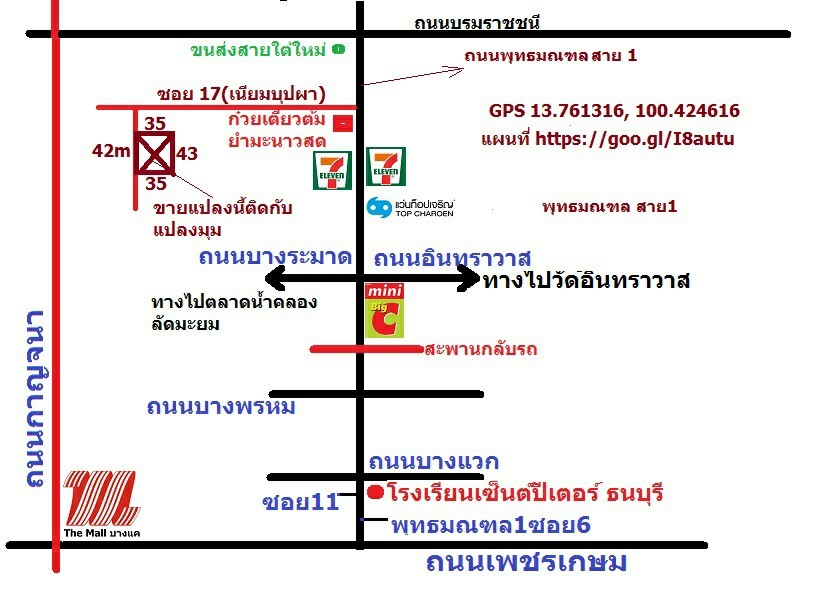 ถนนบรมราชชนี
ขนส่งสายใต้ใหม่
ถนนพุทธมณฑล สาย 1
ซอย 17(เนียมบุปผา)
GPS 13.761316, 100.424616
แผนที่ https://goo.gl/I8autu
ก๋วยเตี๋ยวต้ม
ยำมะนาวสด
35
42m
43
35
7
ELEVEN
7
ELEVEN
ขายแปลงนี้ติดกับ
แปลงมุม
แว่นท็อปเจริญ
TOP CHAROEN
พุทธมณฑล สาย1
ถนนบางระมาด
ถนนอินทราวาส
ทางไปวัดอินทราวาส
ทางไปตลาดน้ำคลอง
ลัดมะยม
mini
Big
C
สะพานกลับรถ
ถนนกาญจนา
ถนนบางพรหม
ถนนบางแวก
ซอย11
โรงเรียนเซ็นต์ปีเตอร์ ธนบุรี
พุทธมณฑล1ซอย6
The Mall บางแค
ถนนเพชรเกษม